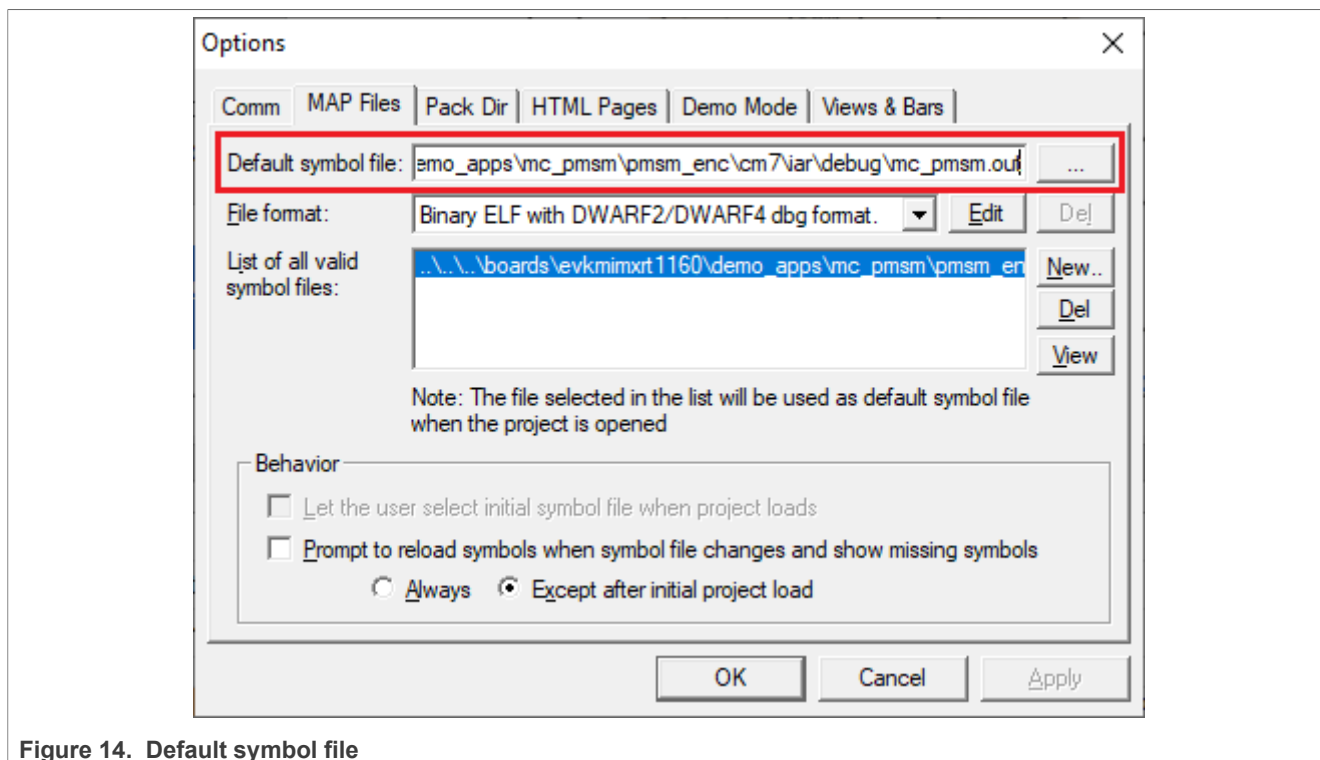 Options
Comm MAP Files Pack Dir HTML Pages Demo Mode Views & Bars
Default symbol file: emo_apps\mc_pmsm\pmsm_enc\cm7\iar\debug\mc_pmsm.out ...
File format: Binary ELF with DWARF2/DWARF4 dbg format. Edit Del
List of all valid
symbol files:
..\..\..\boards\evkmimxrt1160\demo_apps\mc_pmsm\pmsm_en
New..
Del
View
Note: The file selected in the list will be used as default symbol file
when the project is opened
Behavior
Let the user select initial symbol file when project loads
Prompt to reload symbols when symbol file changes and show missing symbols
Always Except after initial project load
OK Cancel Apply
Figure 14. Default symbol file